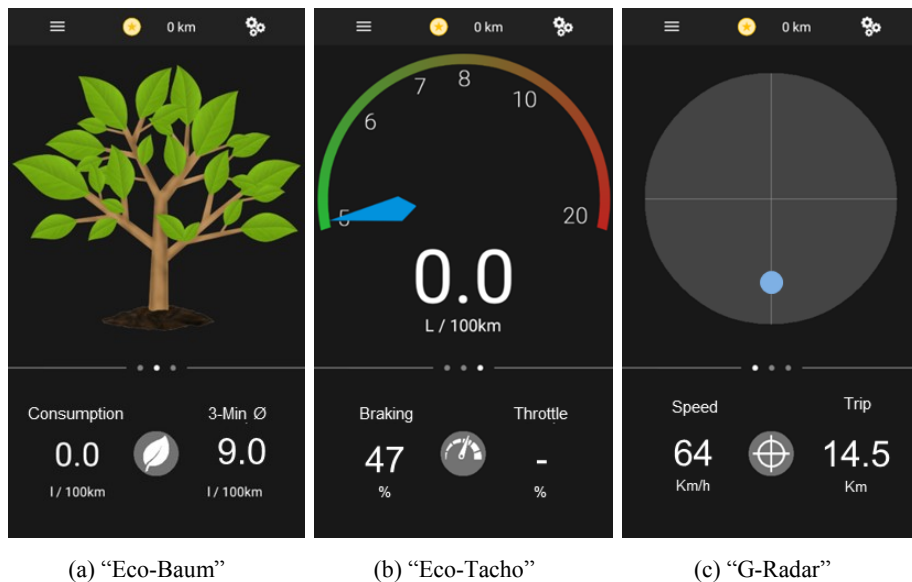 0 km
Consumption 3-Min Ø
0.0 9.0
l / 100km l / 100km
(a) “Eco-Baum”
0 km
8
7
10
6
5
20
0.0
L / 100km
Braking Throttle
47 -
% %
(b) “Eco-Tacho”
0 km
Speed Trip
64 14.5
Km/h Km
(c) “G-Radar”